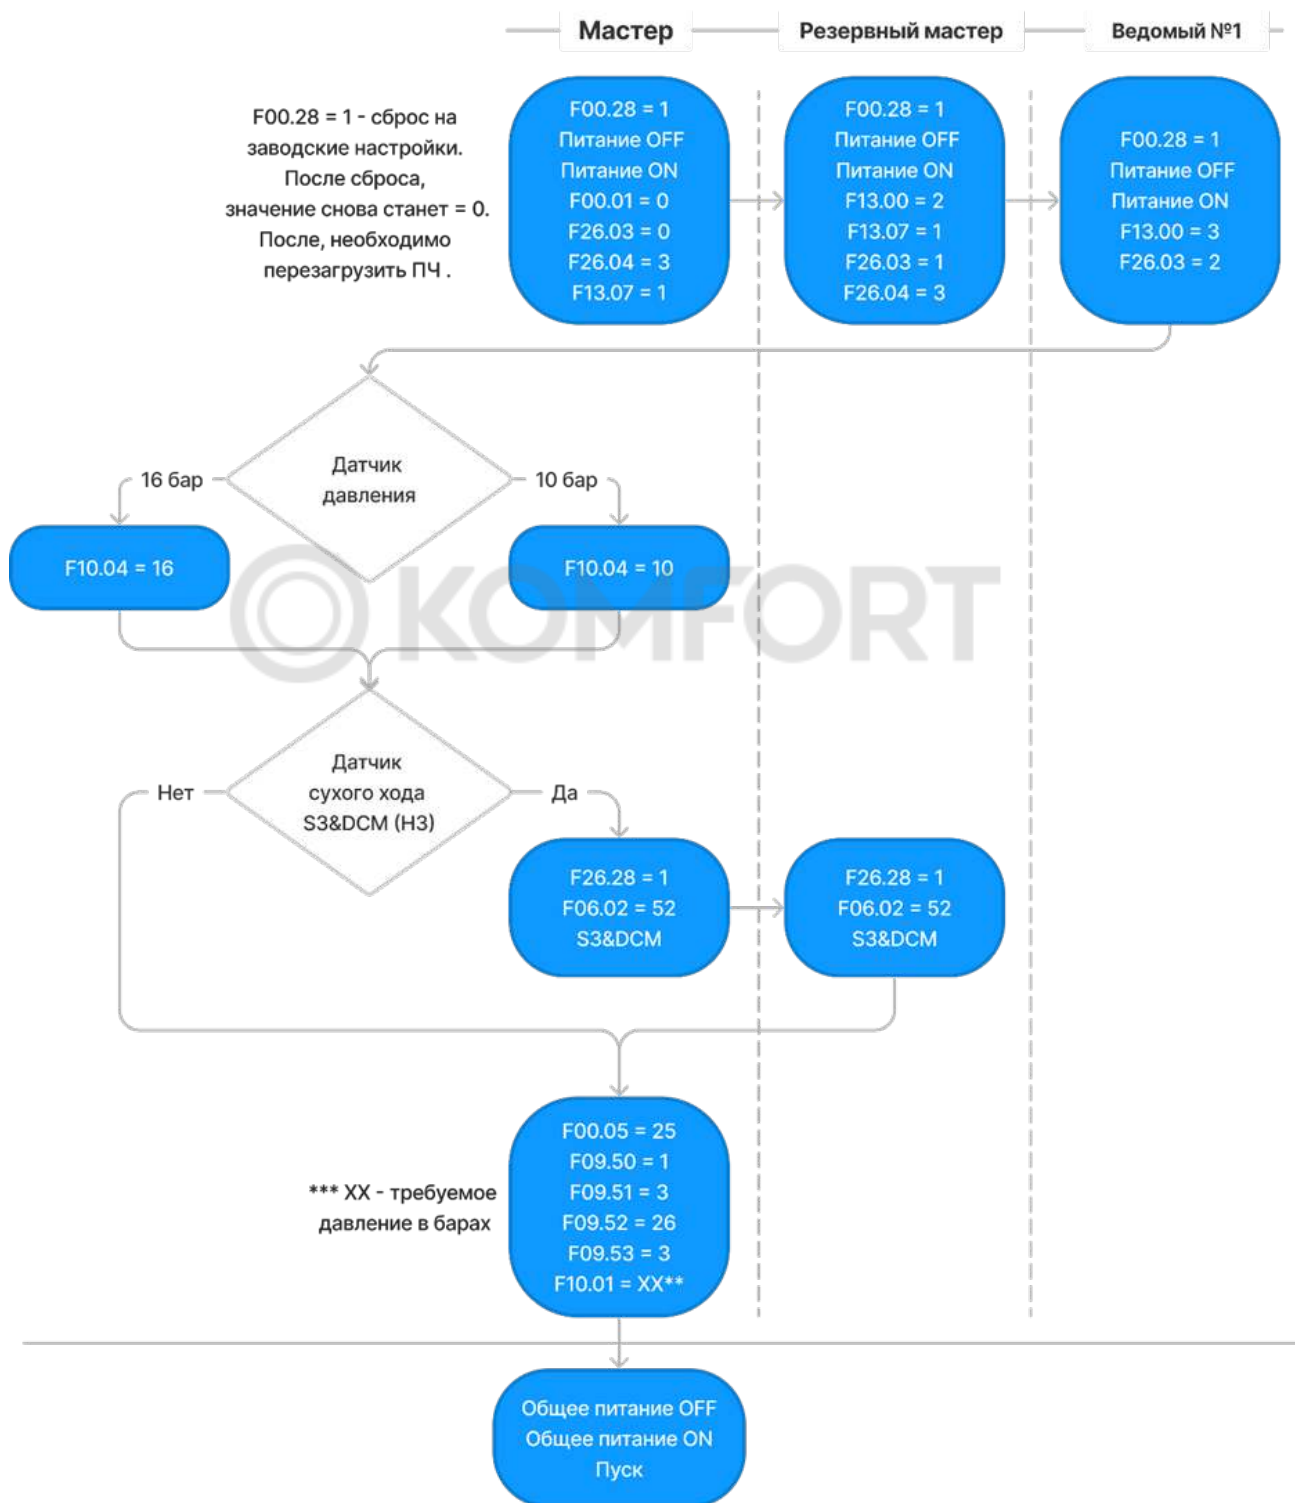 Мастер
Резервный мастер
Ведомый №1
F00.28 = 1 - сброс на
заводские настройки.
После сброса,
значение снова станет = 0.
После, необходимо
перезагрузить ПЧ .
F00.28 = 1
Питание OFF
Питание ON
F00.01 = 0
F26.03 = 0
F26.04 = 3
F13.07 = 1
F00.28 = 1
Питание OFF
Питание ON
F13.00 = 2
F13.07 = 1
F26.03 = 1
F26.04 = 3
F00.28 = 1
Питание OFF
Питание ON
F13.00 = 3
F26.03 = 2
Датчик
давления
16 бар
10 бар
F10.04 = 16
F10.04 = 10
KOMFORT
Датчик
сухого хода
S3&DCM (НЗ)
Нет
Да
F26.28 = 1
F06.02 = 52
S3&DCM
F26.28 = 1
F06.02 = 52
S3&DCM
*** XX - требуемое
давление в барах
F00.05 = 25
F09.50 = 1
F09.51 = 3
F09.52 = 26
F09.53 = 3
F10.01 = XX**
Общее питание OFF
Общее питание ON
Пуск